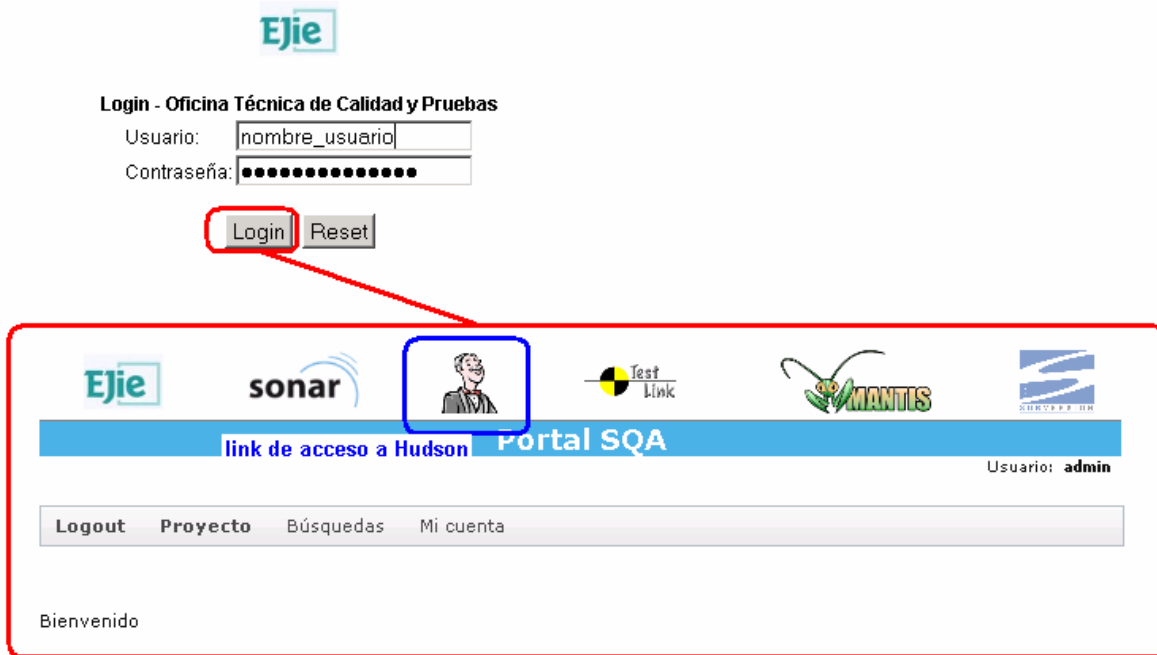 EJie
Login - Oficina Técnica de Calidad y Pruebas
Usuario: nombre_usuario
Contraseña: ●●●●●●●●●●●●●●
Login Reset
EJie sonar Test Link MANTIS SUBVERSION
link de acceso a Hudson Portal SQA
Usuario: admin
Logout Proyecto Búsquedas Mi cuenta
Bienvenido